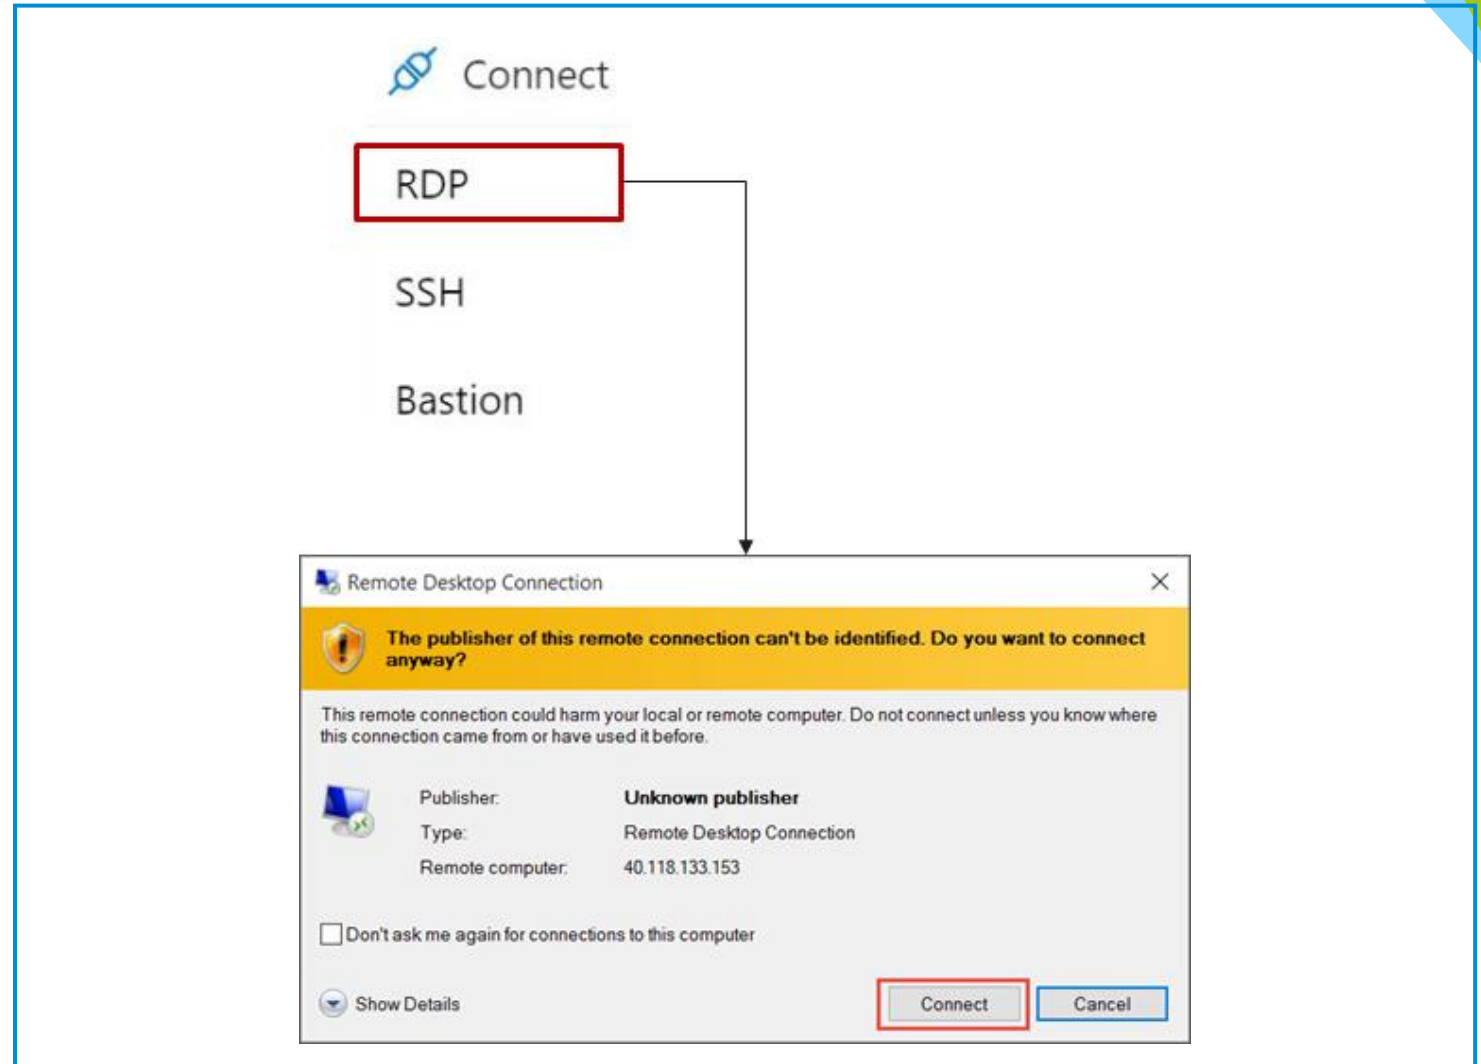 Connect
RDP
SSH
Bastion
Remote Desktop Connection
The publisher of this remote connection can't be identified. Do you want to connect
anyway?
This remote connection could harm your local or remote computer. Do not connect unless you know where
this connection came from or have used it before.
Publisher: Unknown publisher
Type: Remote Desktop Connection
Remote computer: 40.118.133.153
Don't ask me again for connections to this computer
Show Details Connect Cancel